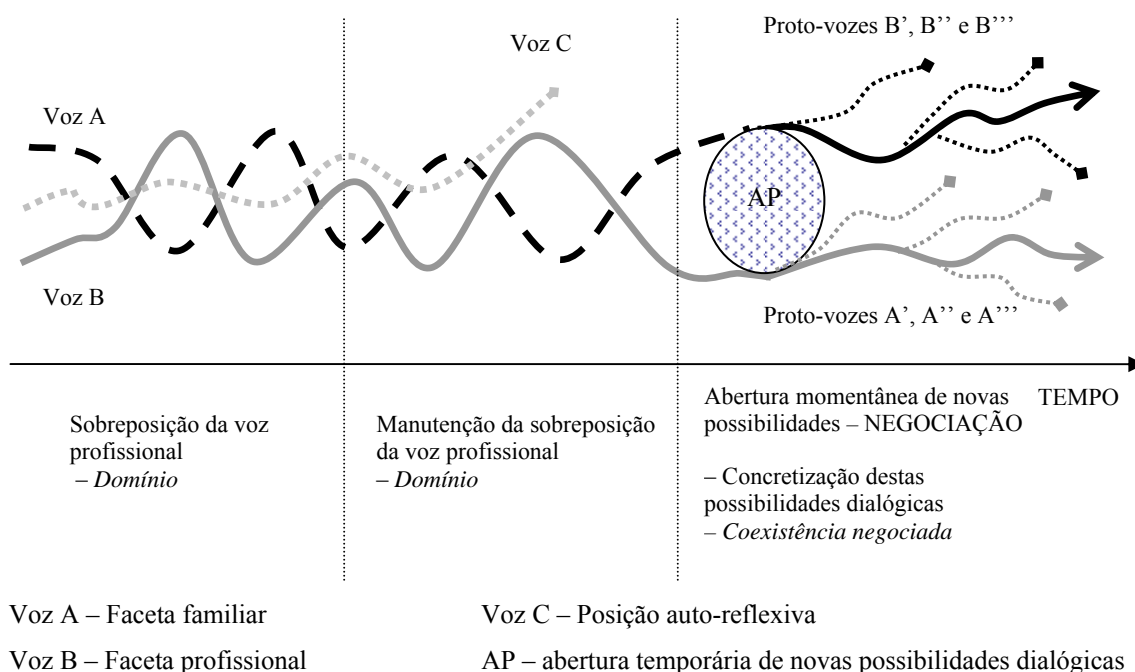 Proto-vozes B’, B’’ e B’’’
Voz C
Voz A
AP
Voz B
Proto-vozes A’, A’’ e A’’’
Sobreposição da voz
profissional
– Domínio
Manutenção da sobreposição
da voz profissional
– Domínio
Abertura momentânea de novas
possibilidades – NEGOCIAÇÃO
– Concretização destas
possibilidades dialógicas
– Coexistência negociada
TEMPO
Voz A – Faceta familiar
Voz C – Posição auto-reflexiva
Voz B – Faceta profissional
AP – abertura temporária de novas possibilidades dialógicas